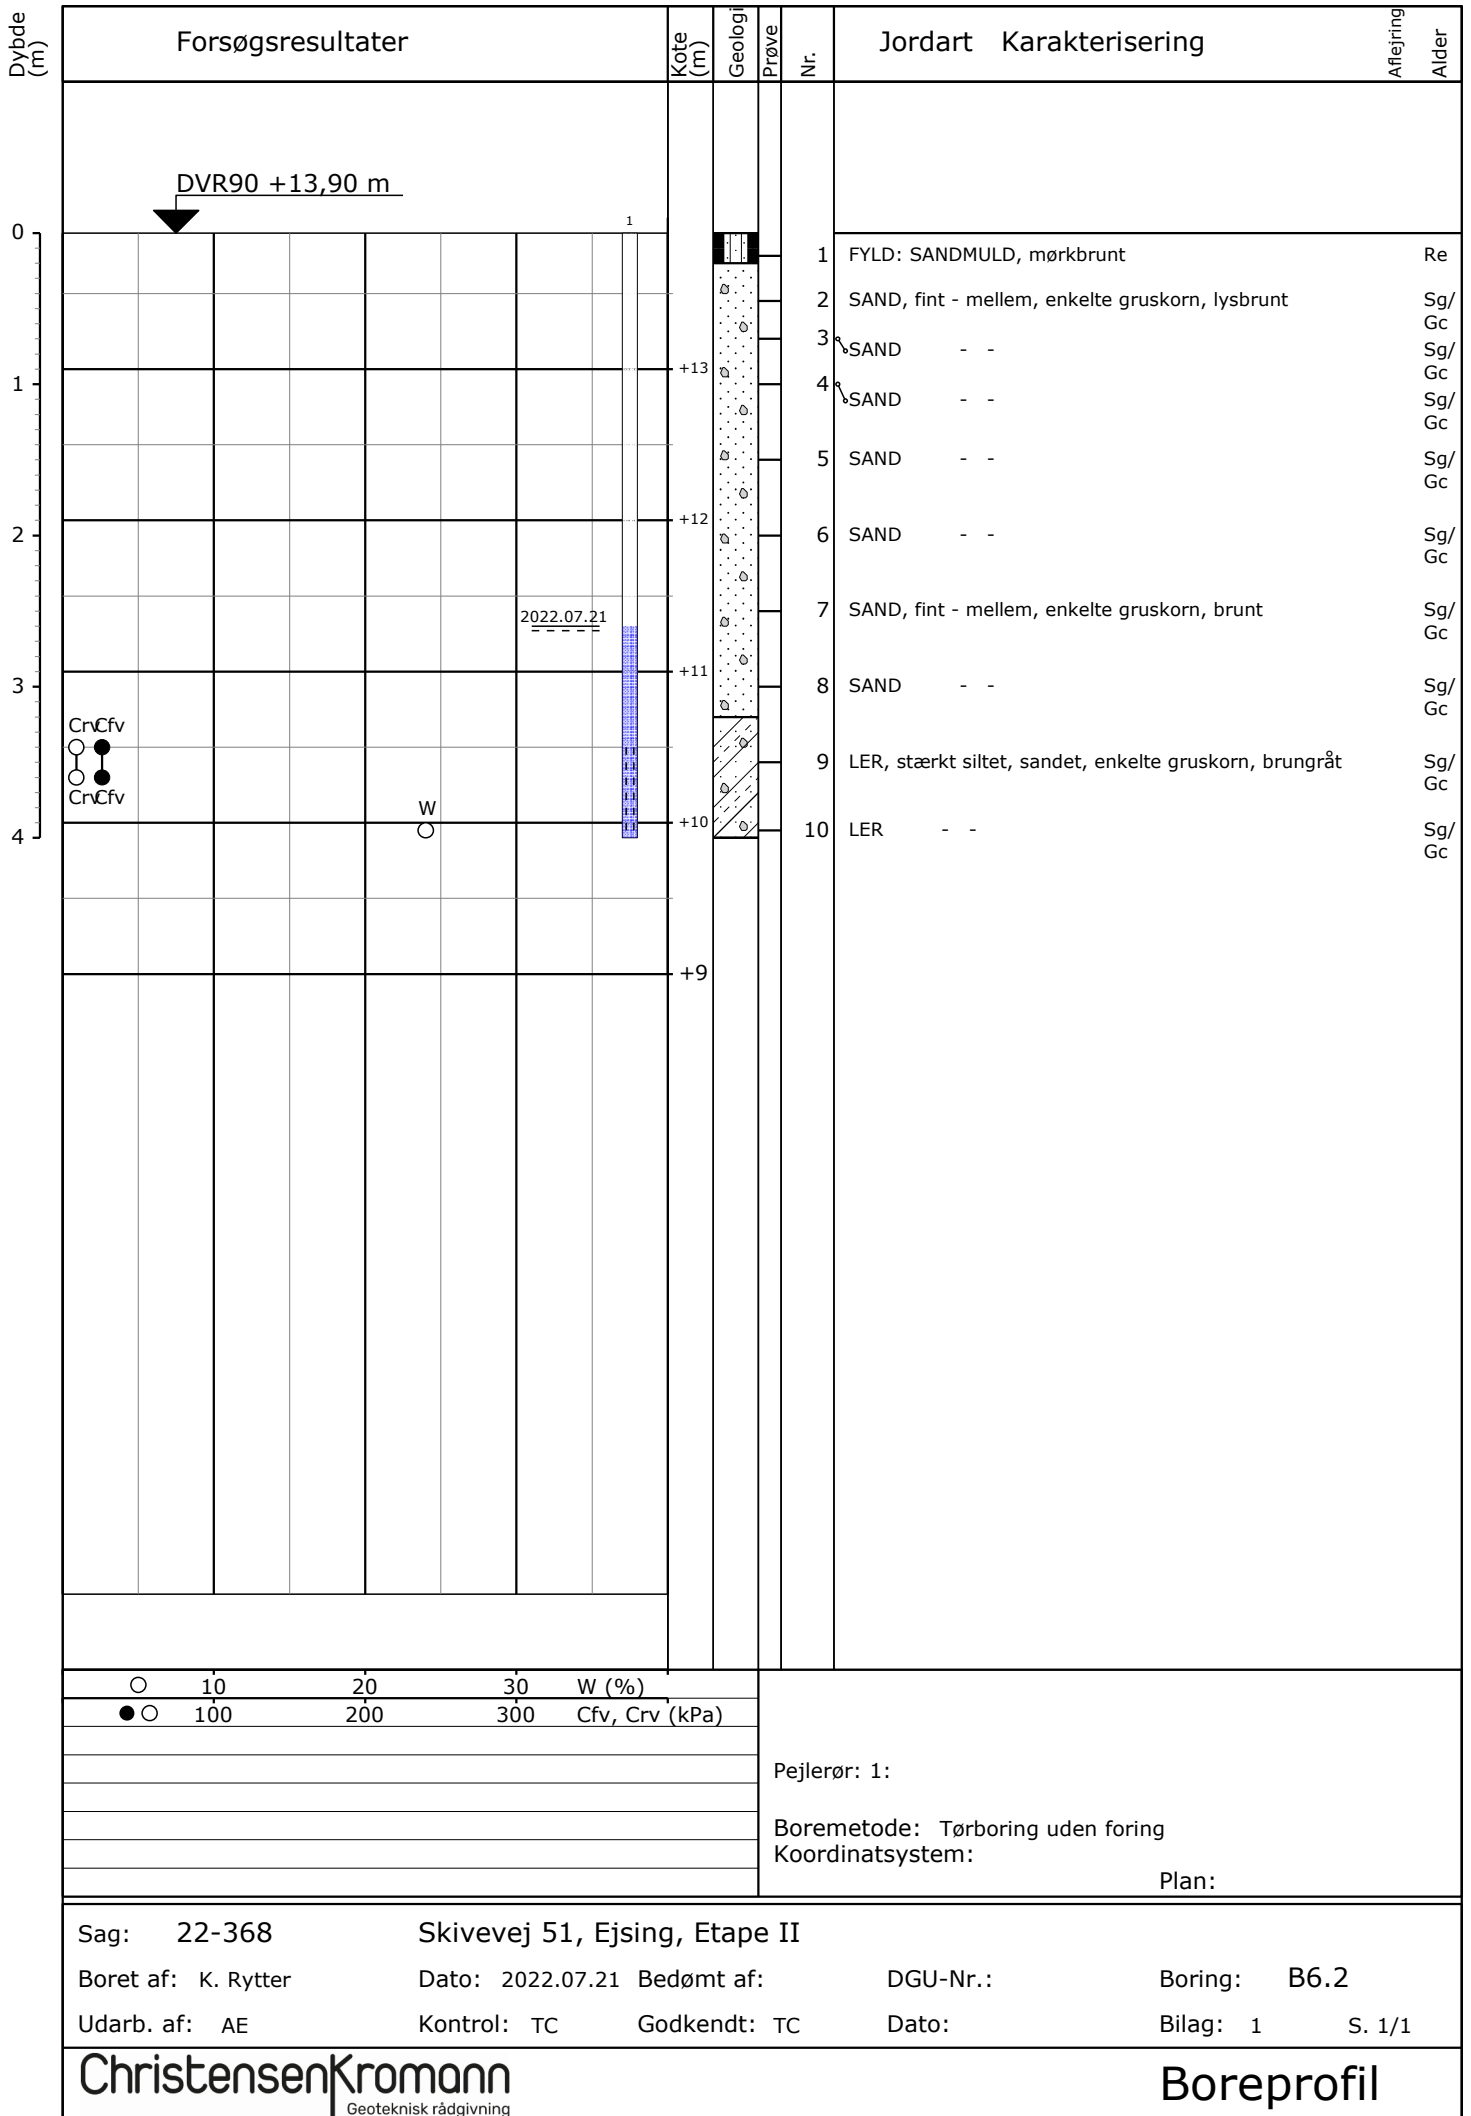 Dybde (m)
Forsøgsresultater
Kote (m)
Geologi
Prøve
Nr.
Jordart Karakterisering
Aflejring
Alder
DVR90 +13,90 m
0
1
1 FYLD: SANDMULD, mørkbrunt Re
2 SAND, fint - mellem, enkelte gruskorn, lysbrunt Sg/
Gc
3 SAND - - Sg/
Gc
+13
1
4 SAND - - Sg/
Gc
5 SAND - - Sg/
Gc
+12
2
6 SAND - - Sg/
Gc
2022.07.21
7 SAND, fint - mellem, enkelte gruskorn, brunt Sg/
Gc
+11
3
8 SAND - - Sg/
Gc
Crv Cfv
9 LER, stærkt siltet, sandet, enkelte gruskorn, brungråt Sg/
Gc
Crv Cfv
W
+10
4
10 LER - - Sg/
Gc
+9
10 20 30 W (%)
100 200 300 Cfv, Crv (kPa)
Pejlerør: 1:
Boremetode: Tørboring uden foring
Koordinatsystem:
Plan:
Sag: 22-368 Skivevej 51, Ejsing, Etape II
Boret af: K. Rytter Dato: 2022.07.21 Bedømt af: DGU-Nr.: Boring: B6.2
Udarb. af: AE Kontrol: TC Godkendt: TC Dato: Bilag: 1 S. 1/1
ChristensenKromann
Geoteknisk rådgivning
Boreprofil